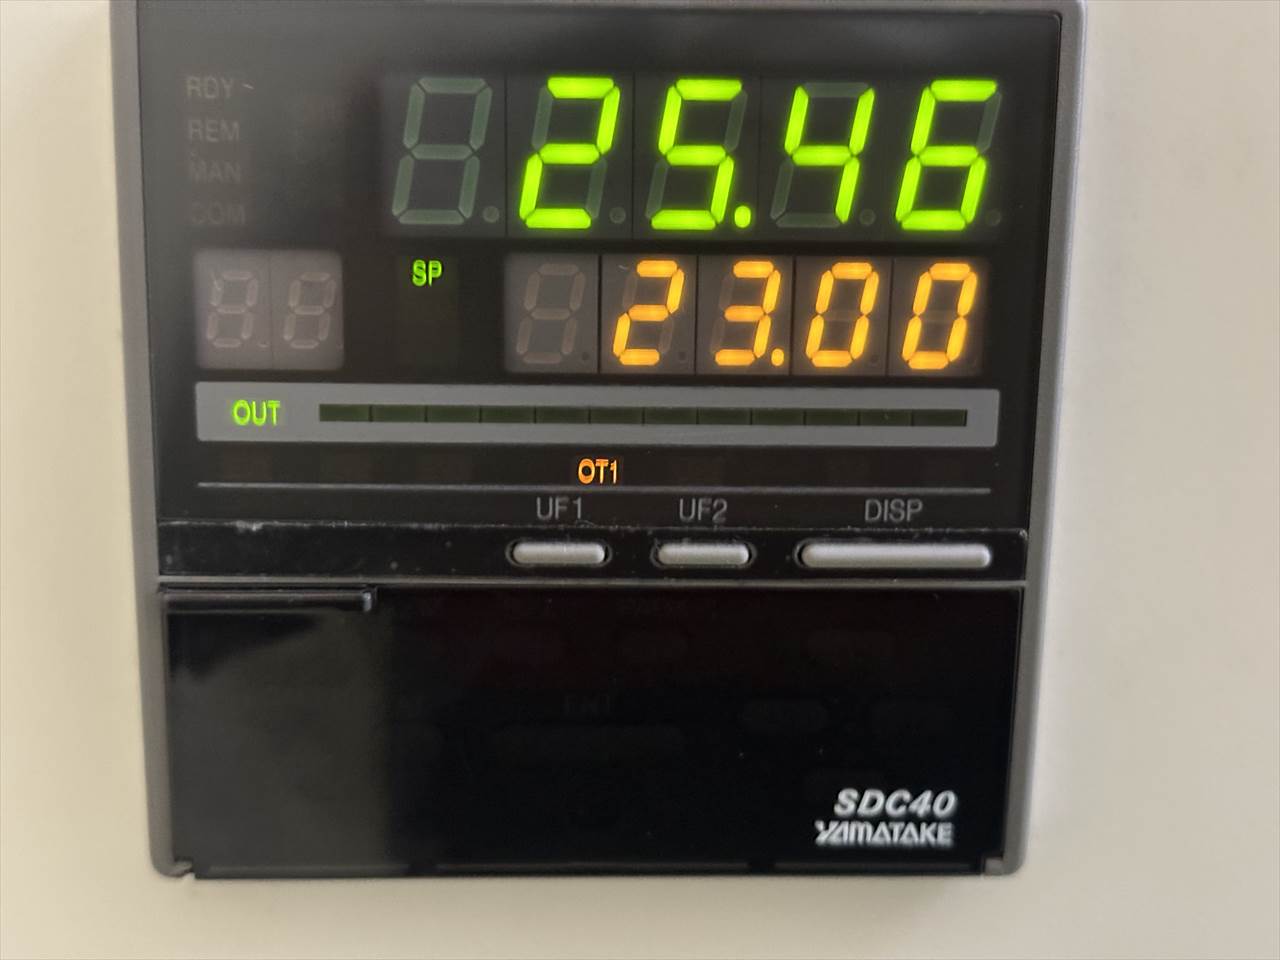 RDY
25.46
REM
MAN
COM
SP
23.00
OUT
OT1
UF1 UF2 DISP
SDC40
YAMATAKE